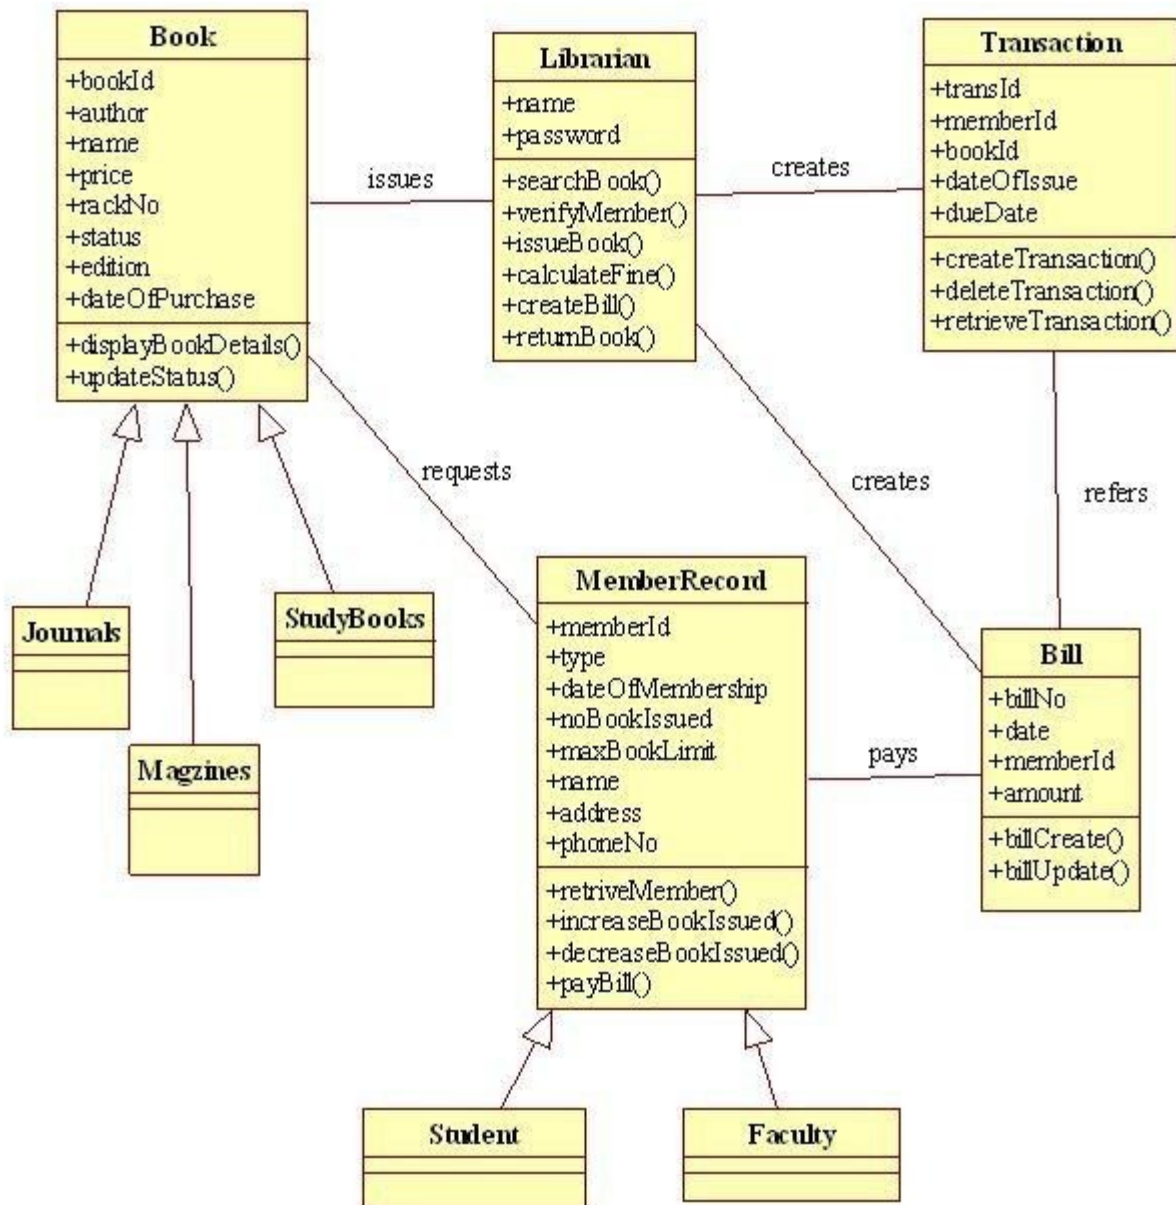 Book
+bookId
+author
+name
+price
+rackNo
+status
+edition
+dateOfPurchase
+displayBookDetails()
+updateStatus()
issues
Librarian
+name
+password
+searchBook()
+verifyMember()
+issueBook()
+calculateFine()
+createBill()
+returnBook()
creates
Transaction
+transId
+memberId
+bookId
+dateOfIssue
+dueDate
+createTransaction()
+deleteTransaction()
+retrieveTransaction()
requests
creates
refers
Journals
Magzines
StudyBooks
MemberRecord
+memberId
+type
+dateOfMembership
+noBookIssued
+maxBookLimit
+name
+address
+phoneNo
+retriveMember()
+increaseBookIssued()
+decreaseBookIssued()
+payBill()
pays
Bill
+billNo
+date
+memberId
+amount
+billCreate()
+billUpdate()
Student
Faculty